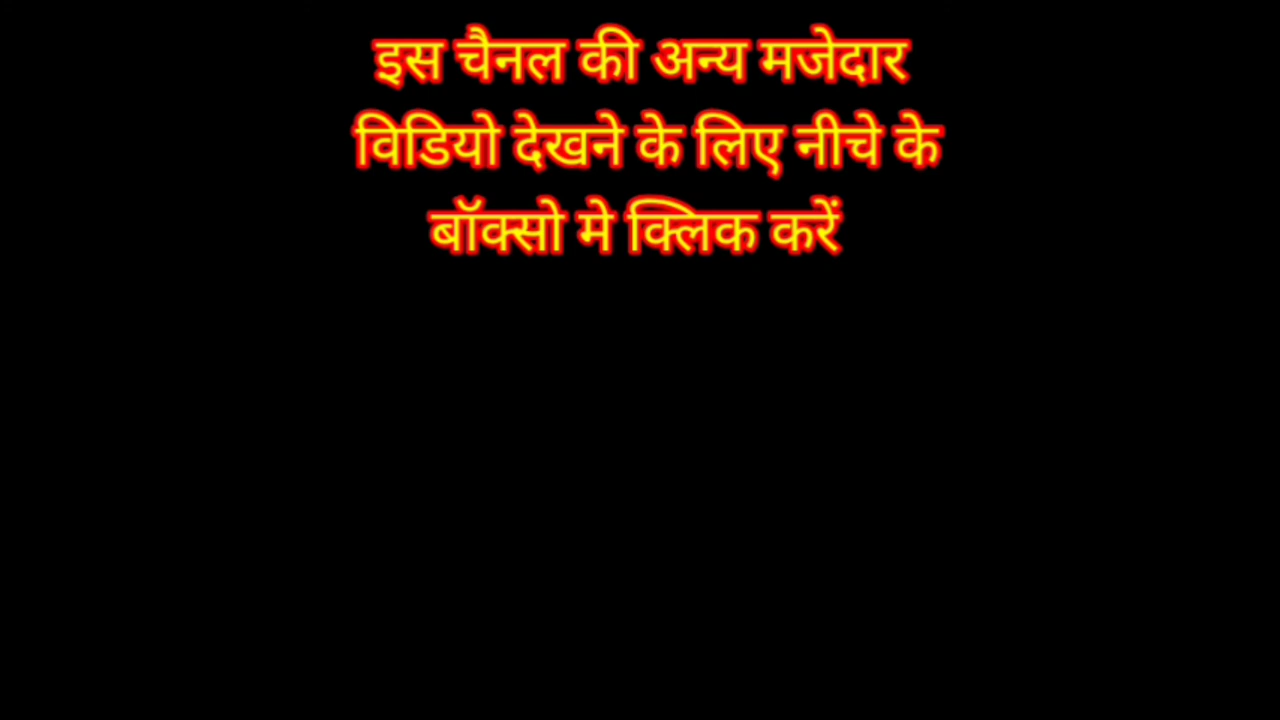 इस चैनल की अन्य मजेदार
विडियो देखने के लिए नीचे के
बॉक्सो मे क्लिक करें